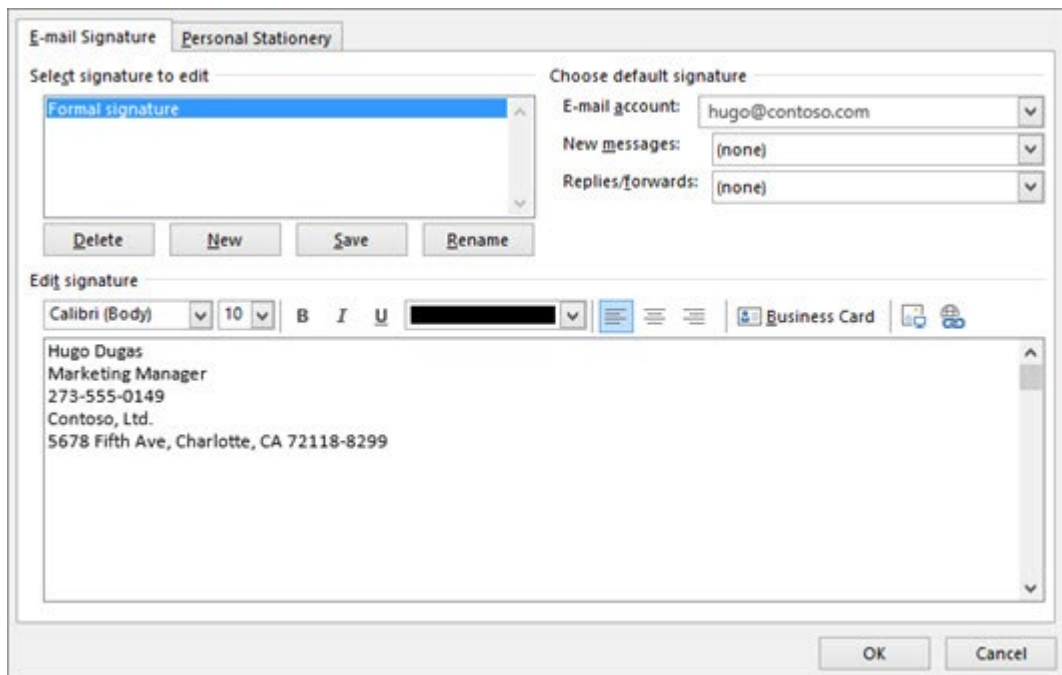 E-mail Signature
Personal Stationery
Select signature to edit
Choose default signature
Formal signature
E-mail account:
hugo@contoso.com
New messages:
(none)
Replies/forwards:
(none)
Delete
New
Save
Rename
Edit signature
Calibri (Body)
10
B
I
U
Business Card
Hugo Dugas
Marketing Manager
273-555-0149
Contoso, Ltd.
5678 Fifth Ave, Charlotte, CA 72118-8299
OK
Cancel